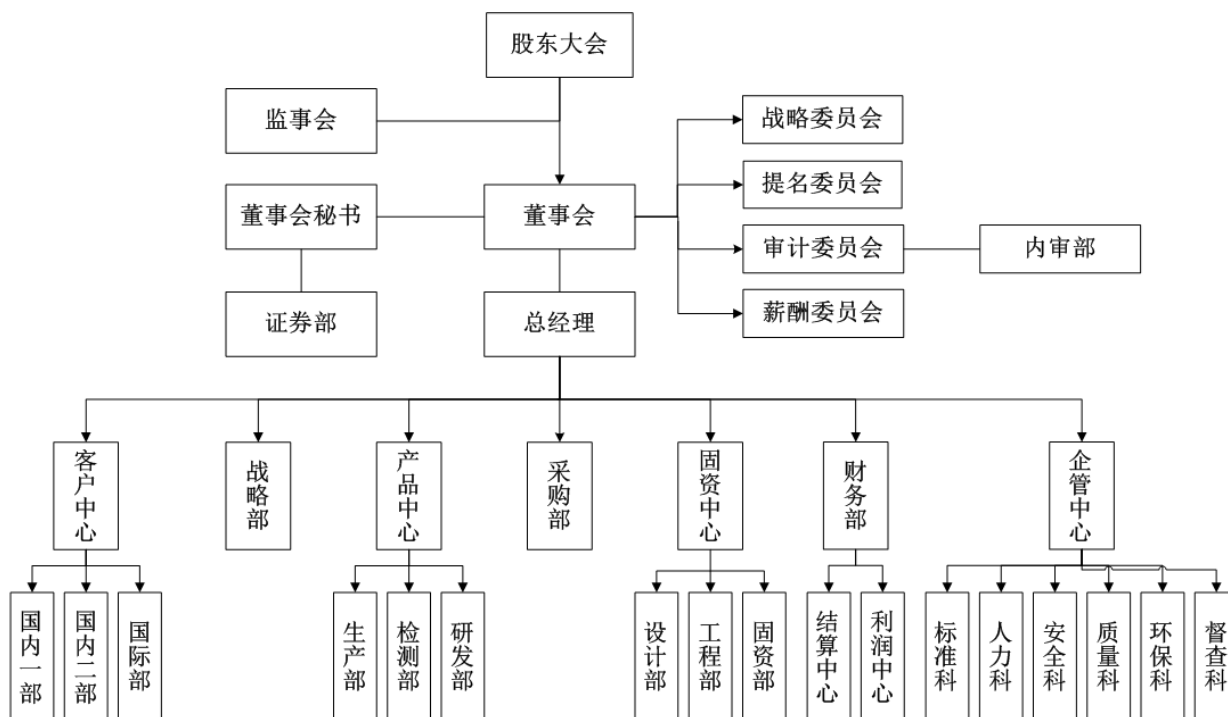 股东大会
监事会
战略委员会
提名委员会
董事会秘书
董事会
审计委员会
内审部
证券部
总经理
薪酬委员会
客户中心
战略部
产品中心
采购部
固资中心
财务部
企管中心
国内一部
国内二部
国际部
生产部
检测部
研发部
设计部
工程部
固资部
结算中心
利润中心
标准科
人力科
安全科
质量科
环保科
督查科